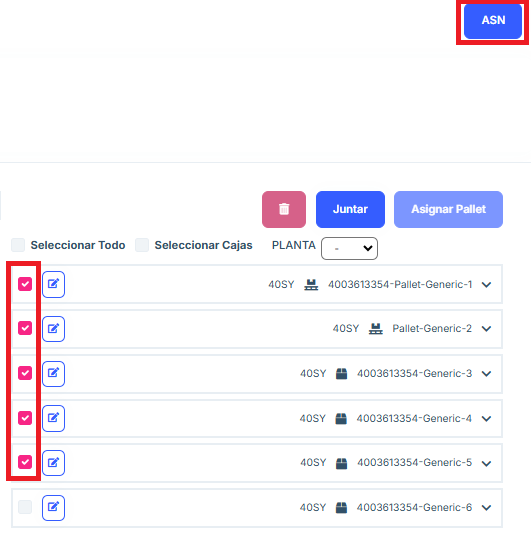 ASN
Juntar Asignar Pallet
Seleccionar Todo Seleccionar Cajas PLANTA -
40SY 4003613354-Pallet-Generic-1
40SY Pallet-Generic-2
40SY 4003613354-Generic-3
40SY 4003613354-Generic-4
40SY 4003613354-Generic-5
40SY 4003613354-Generic-6